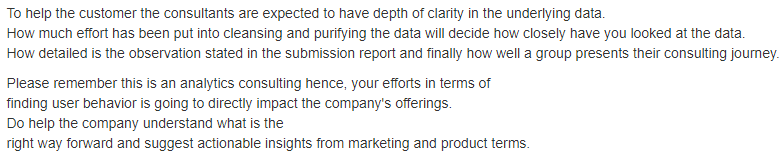 To help the customer the consultants are expected to have depth of clarity in the underlying data.
How much effort has been put into cleansing and purifying the data will decide how closely have you looked at the data.
How detailed is the observation stated in the submission report and finally how well a group presents their consulting journey.
Please remember this is an analytics consulting hence, your efforts in terms of
finding user behavior is going to directly impact the company's offerings.
Do help the company understand what is the
right way forward and suggest actionable insights from marketing and product terms.